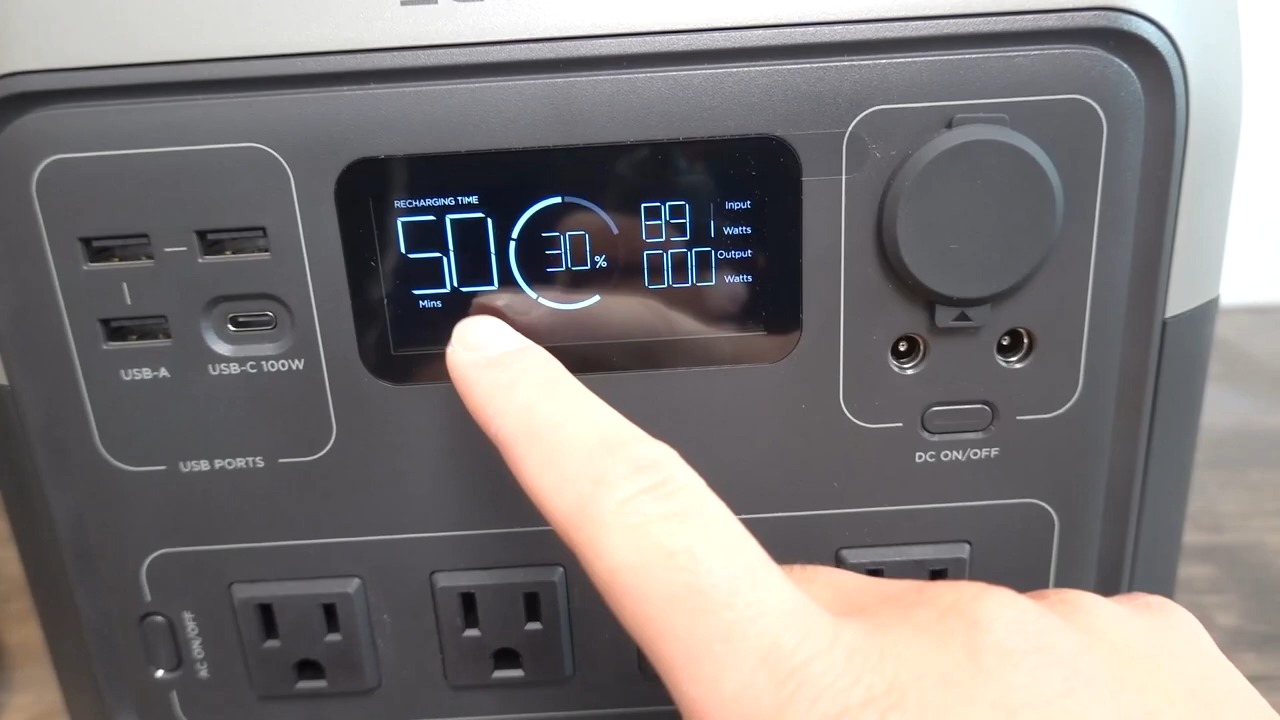 RECHARGING TIME
50
Mins
30 %
891 Input
Watts
000 Output
Watts
USB-A
USB-C 100W
USB PORTS
DC ON/OFF
AC ON/OFF